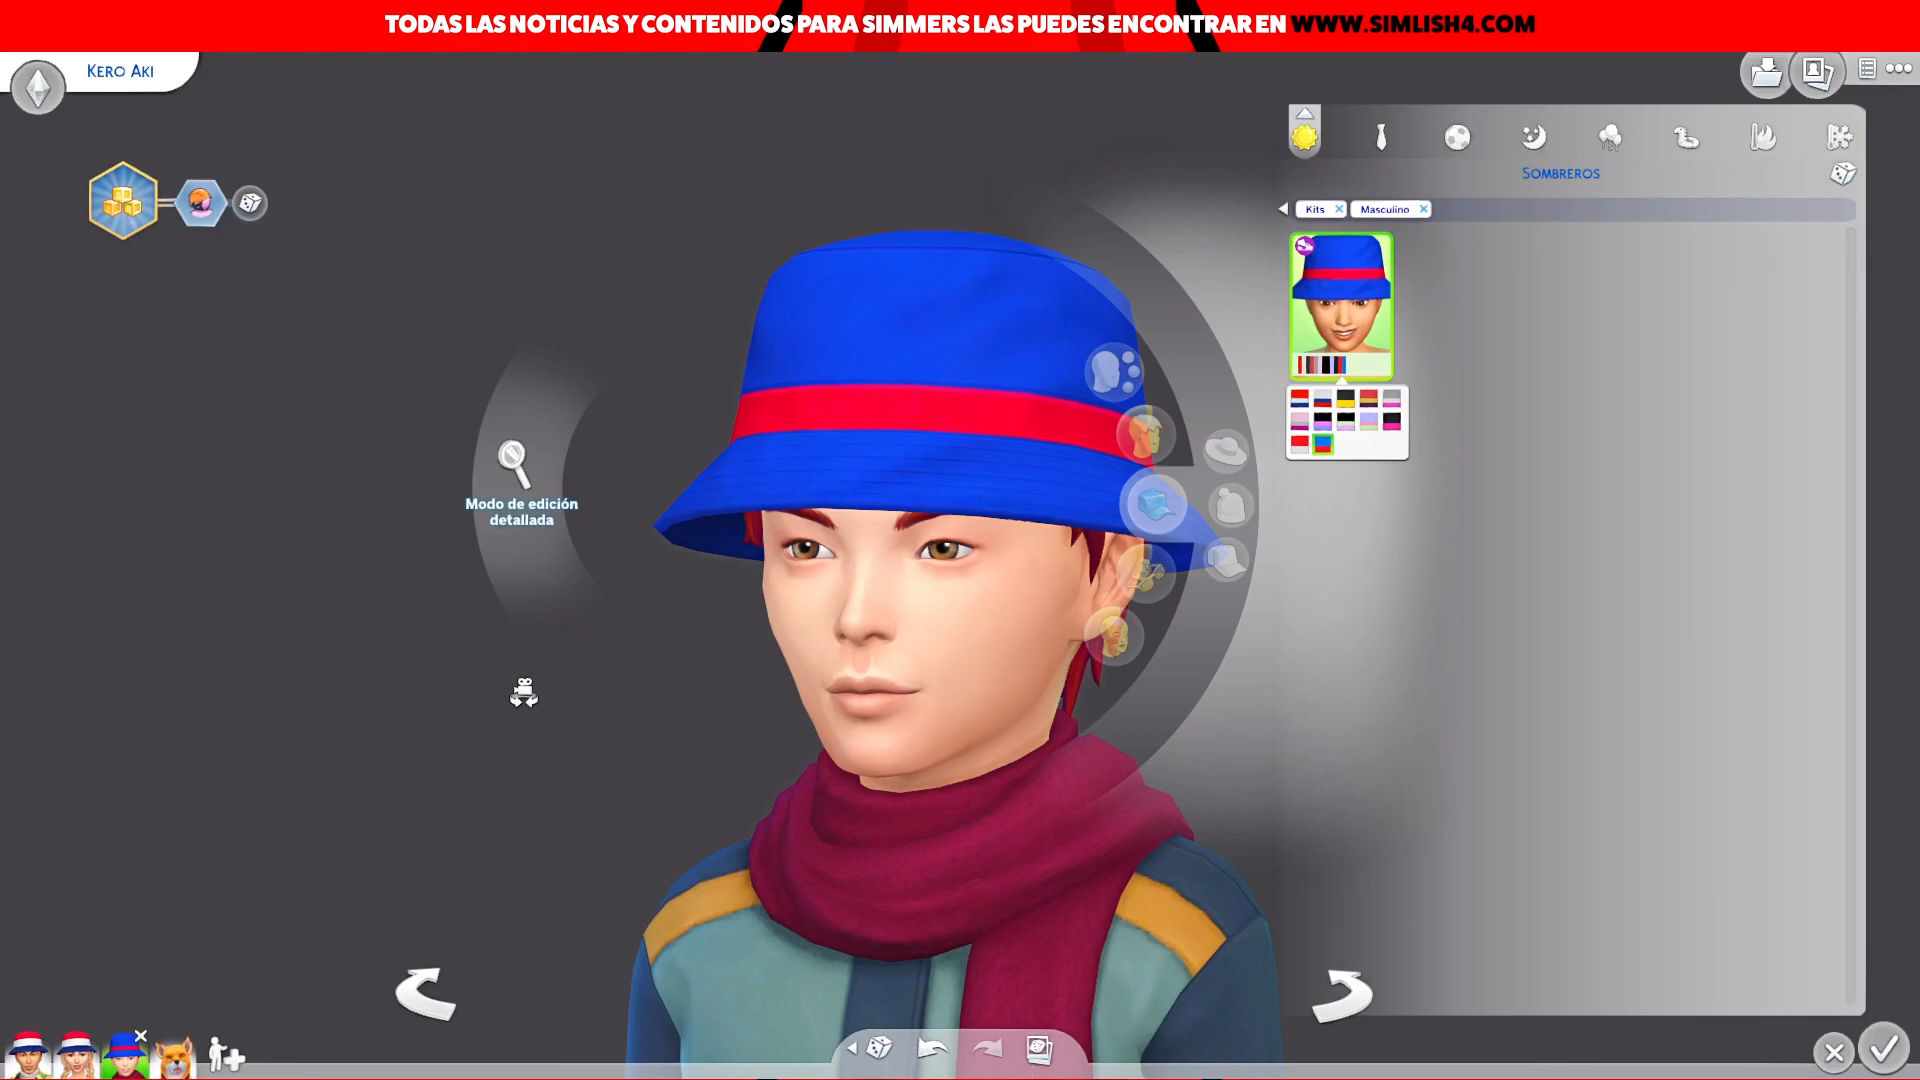 TODAS LAS NOTICIAS Y CONTENIDOS PARA SIMMERS LAS PUEDES ENCONTRAR EN WWW.SIMLISH4.COM
Kero Aki
Sombreros
Kits
Masculino
Modo de edición
detallada